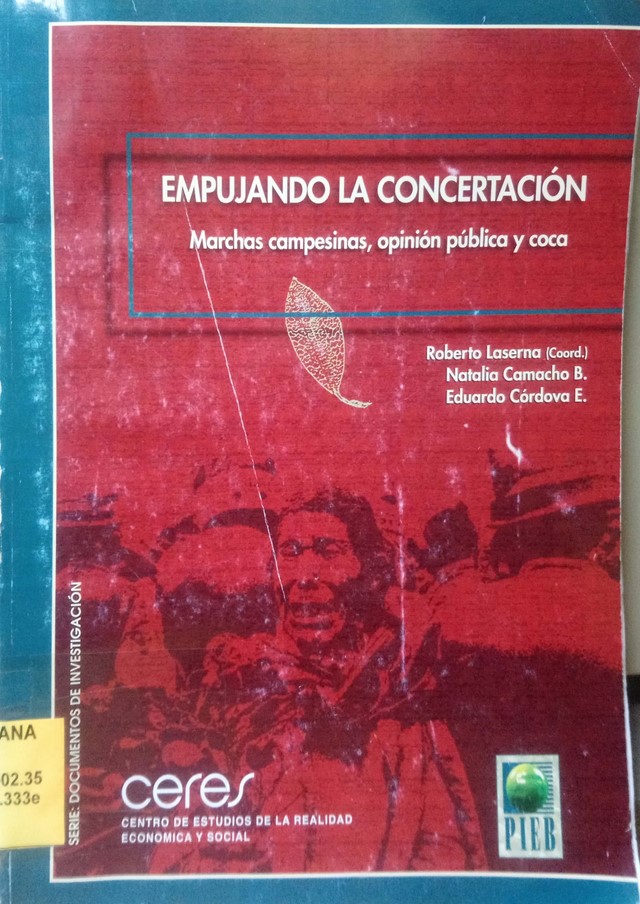 EMPUJANDO LA CONCERTACIÓN
Marchas campesinas, opinión pública y coca
Roberto Laserna (Coord.)
Natalia Camacho B.
Eduardo Córdova E.
SERIE: DOCUMENTOS DE INVESTIGACIÓN
ANA
02.35
333e
ceres
CENTRO DE ESTUDIOS DE LA REALIDAD
ECONOMICA Y SOCIAL
PIEB